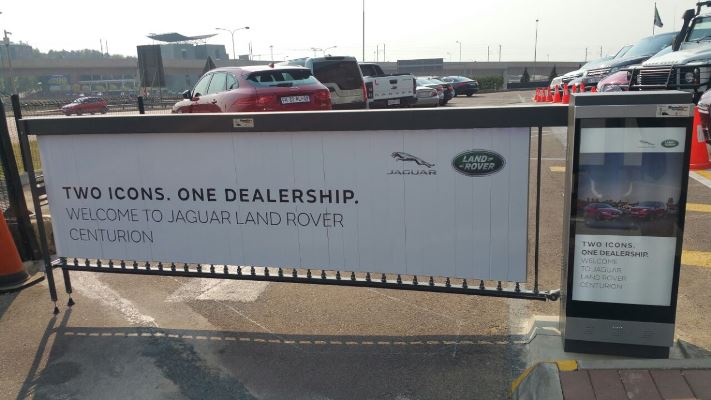 JAGUAR
LAND ROVER
TWO ICONS. ONE DEALERSHIP.
WELCOME TO JAGUAR LAND ROVER
CENTURION
TWO ICONS.
ONE DEALERSHIP.
WELCOME
TO JAGUAR
LAND ROVER
CENTURION